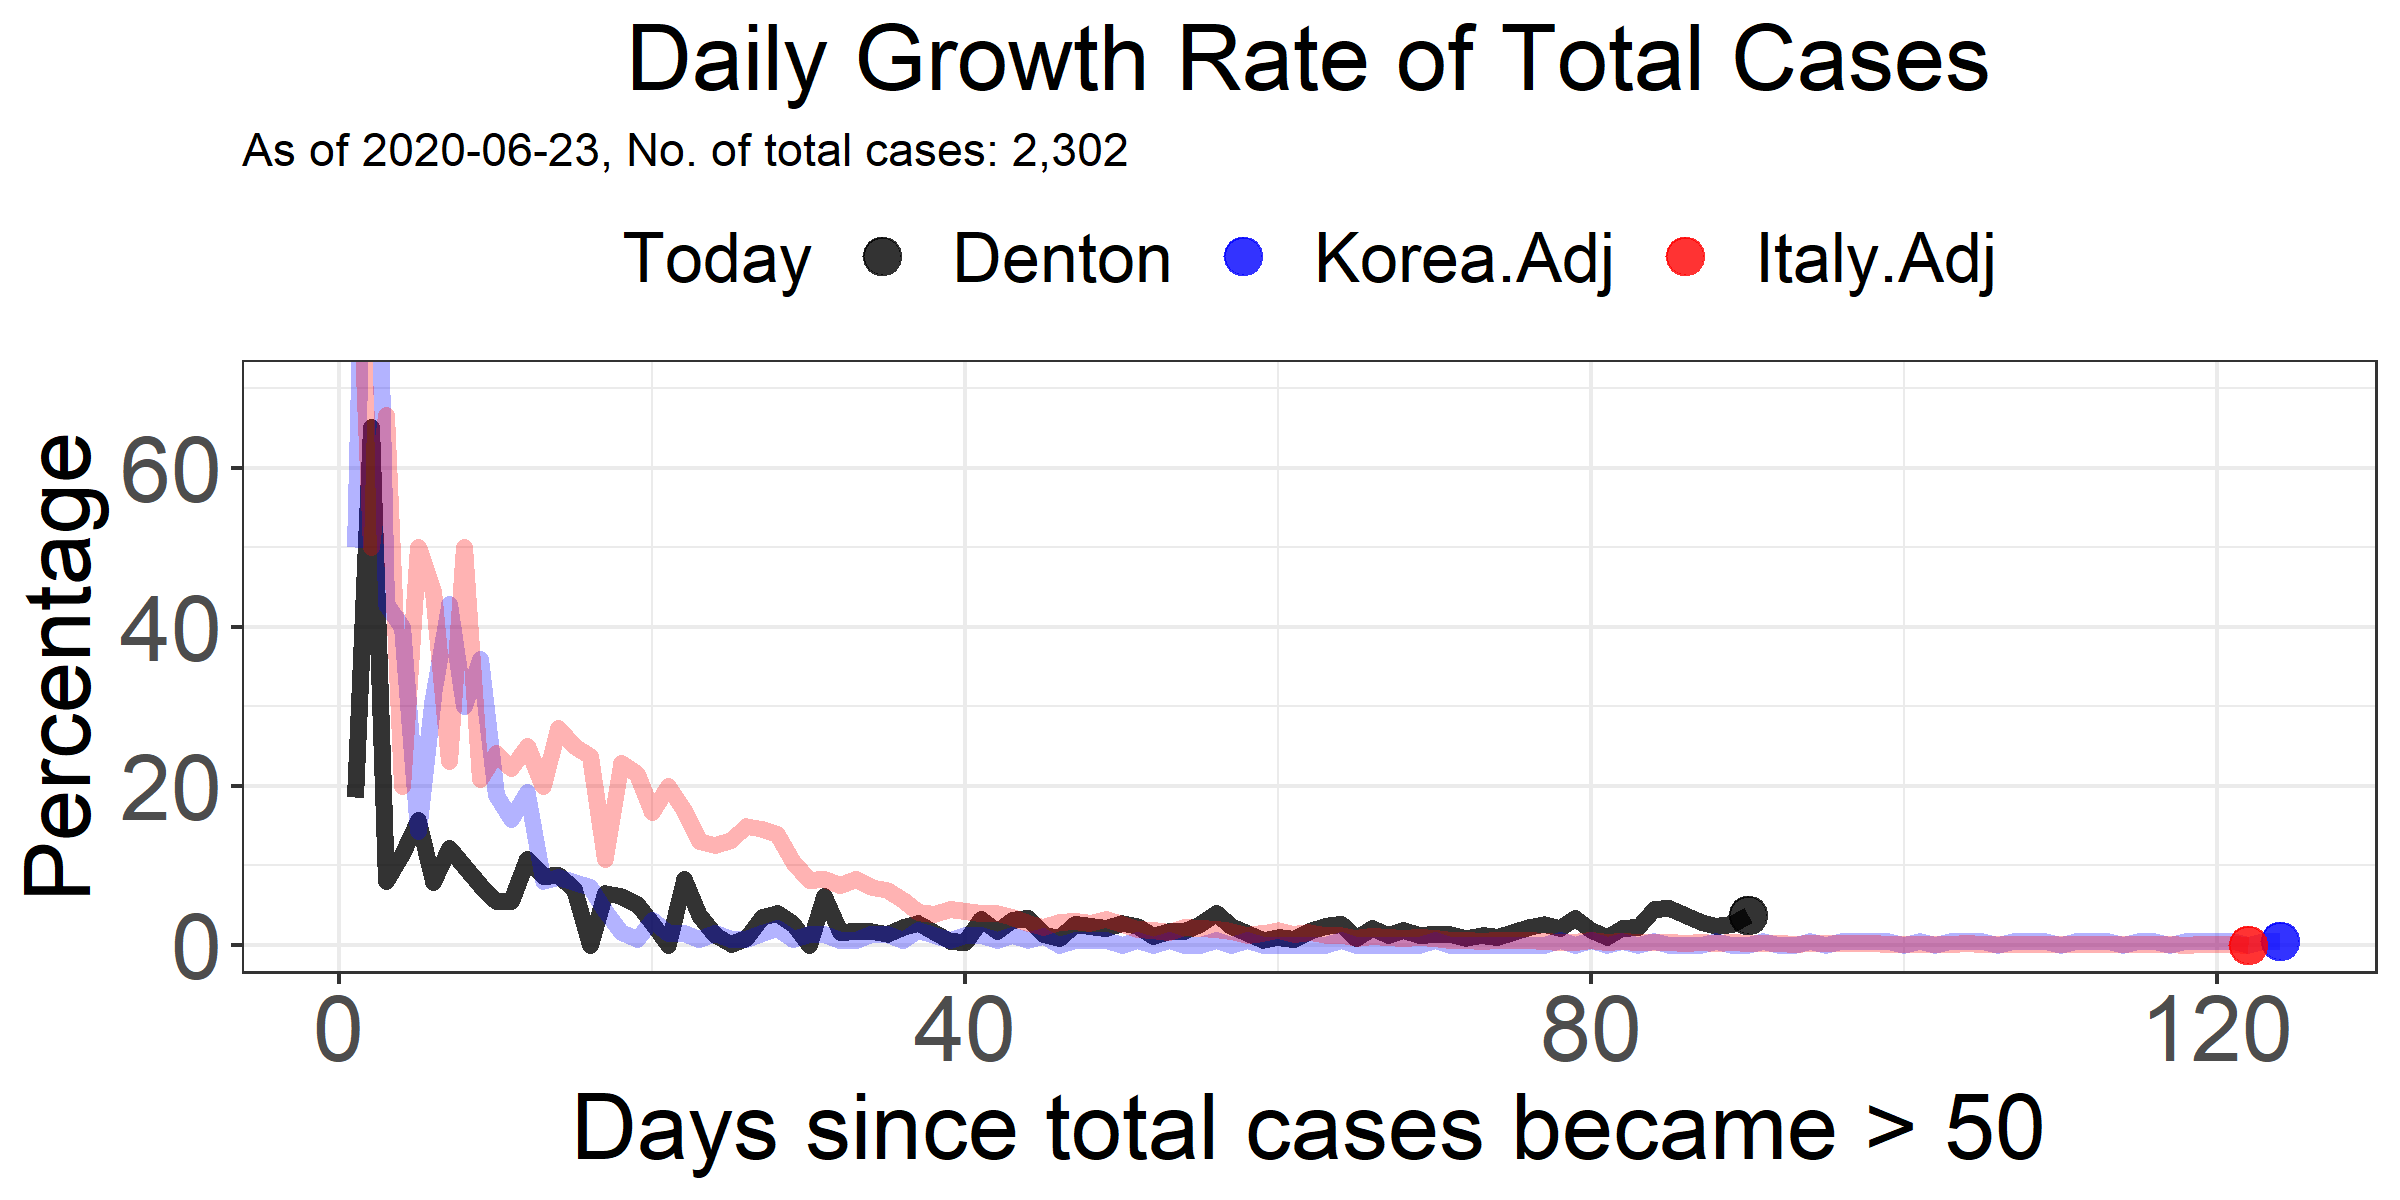 Daily Growth Rate of Total Cases
As of 2020-06-23, No. of total cases: 2,302
Today Denton Korea.Adj Italy.Adj
Percentage
60
40
20
0
0 40 80 120
Days since total cases became > 50